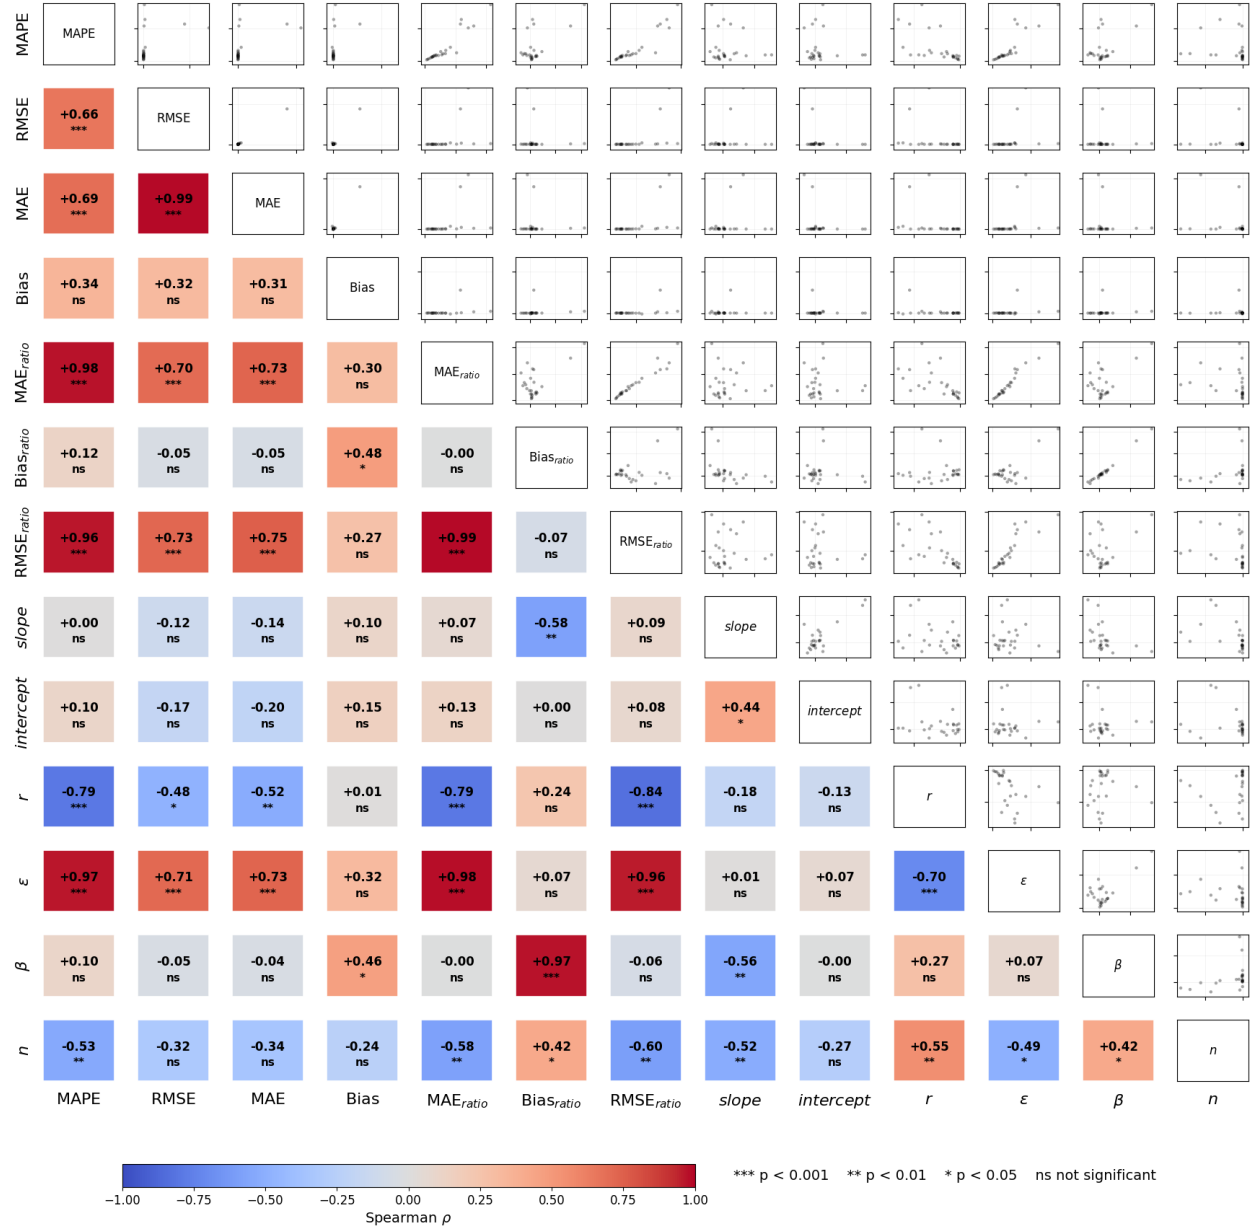 MAPE
MAPE
RMSE
+0.66
***
RMSE
MAE
+0.69
***
+0.99
***
MAE
Bias
+0.34
ns
+0.32
ns
+0.31
ns
Bias
MAE_ratio
+0.98
***
+0.70
***
+0.73
***
+0.30
ns
MAE_ratio
Bias_ratio
+0.12
ns
-0.05
ns
-0.05
ns
+0.48
*
-0.00
ns
Bias_ratio
RMSE_ratio
+0.96
***
+0.73
***
+0.75
***
+0.27
ns
+0.99
***
-0.07
ns
RMSE_ratio
slope
+0.00
ns
-0.12
ns
-0.14
ns
+0.10
ns
+0.07
ns
-0.58
**
+0.09
ns
slope
intercept
+0.10
ns
-0.17
ns
-0.20
ns
+0.15
ns
+0.13
ns
+0.00
ns
+0.08
ns
+0.44
*
intercept
r
-0.79
***
-0.48
*
-0.52
**
+0.01
ns
-0.79
***
+0.24
ns
-0.84
***
-0.18
ns
-0.13
ns
r
ε
+0.97
***
+0.71
***
+0.73
***
+0.32
ns
+0.98
***
+0.07
ns
+0.96
***
+0.01
ns
+0.07
ns
-0.70
***
ε
β
+0.10
ns
-0.05
ns
-0.04
ns
+0.46
*
-0.00
ns
+0.97
***
-0.06
ns
-0.56
**
-0.00
ns
+0.27
ns
+0.07
ns
β
n
-0.53
**
-0.32
ns
-0.34
ns
-0.24
ns
-0.58
**
+0.42
*
-0.60
**
-0.52
**
-0.27
ns
+0.55
**
-0.49
*
+0.42
*
n
MAPE RMSE MAE Bias MAE_ratio Bias_ratio RMSE_ratio slope intercept r ε β n
−1.00 −0.75 −0.50 −0.25 0.00 0.25 0.50 0.75 1.00
Spearman ρ
*** p < 0.001 ** p < 0.01 * p < 0.05 ns not significant